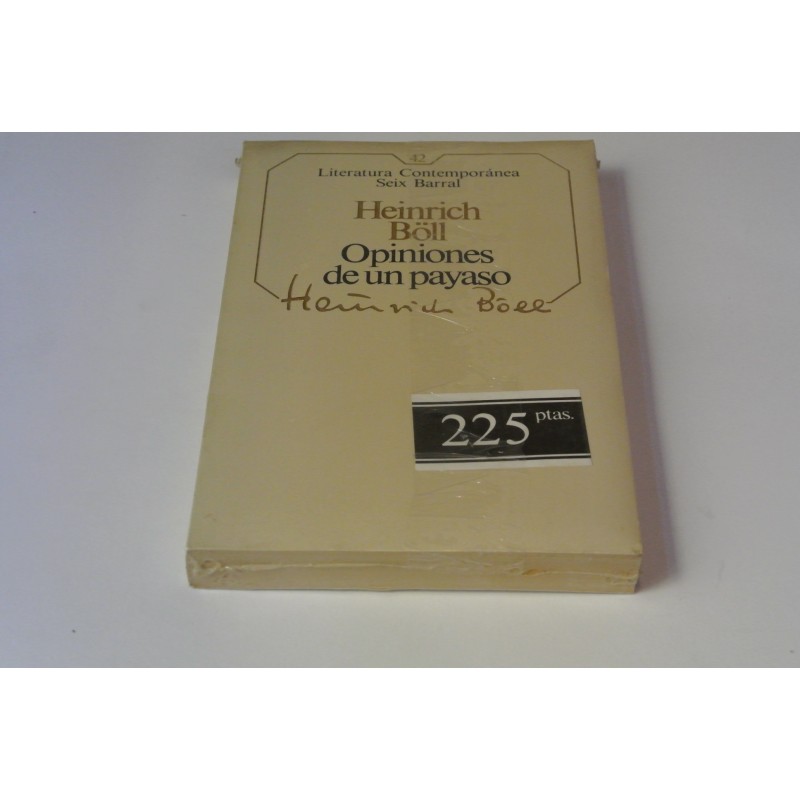 42
Literatura Contemporánea
Seix Barral
Heinrich
Böll
Opiniones
de un payaso
Heinrich Böll
225 ptas.